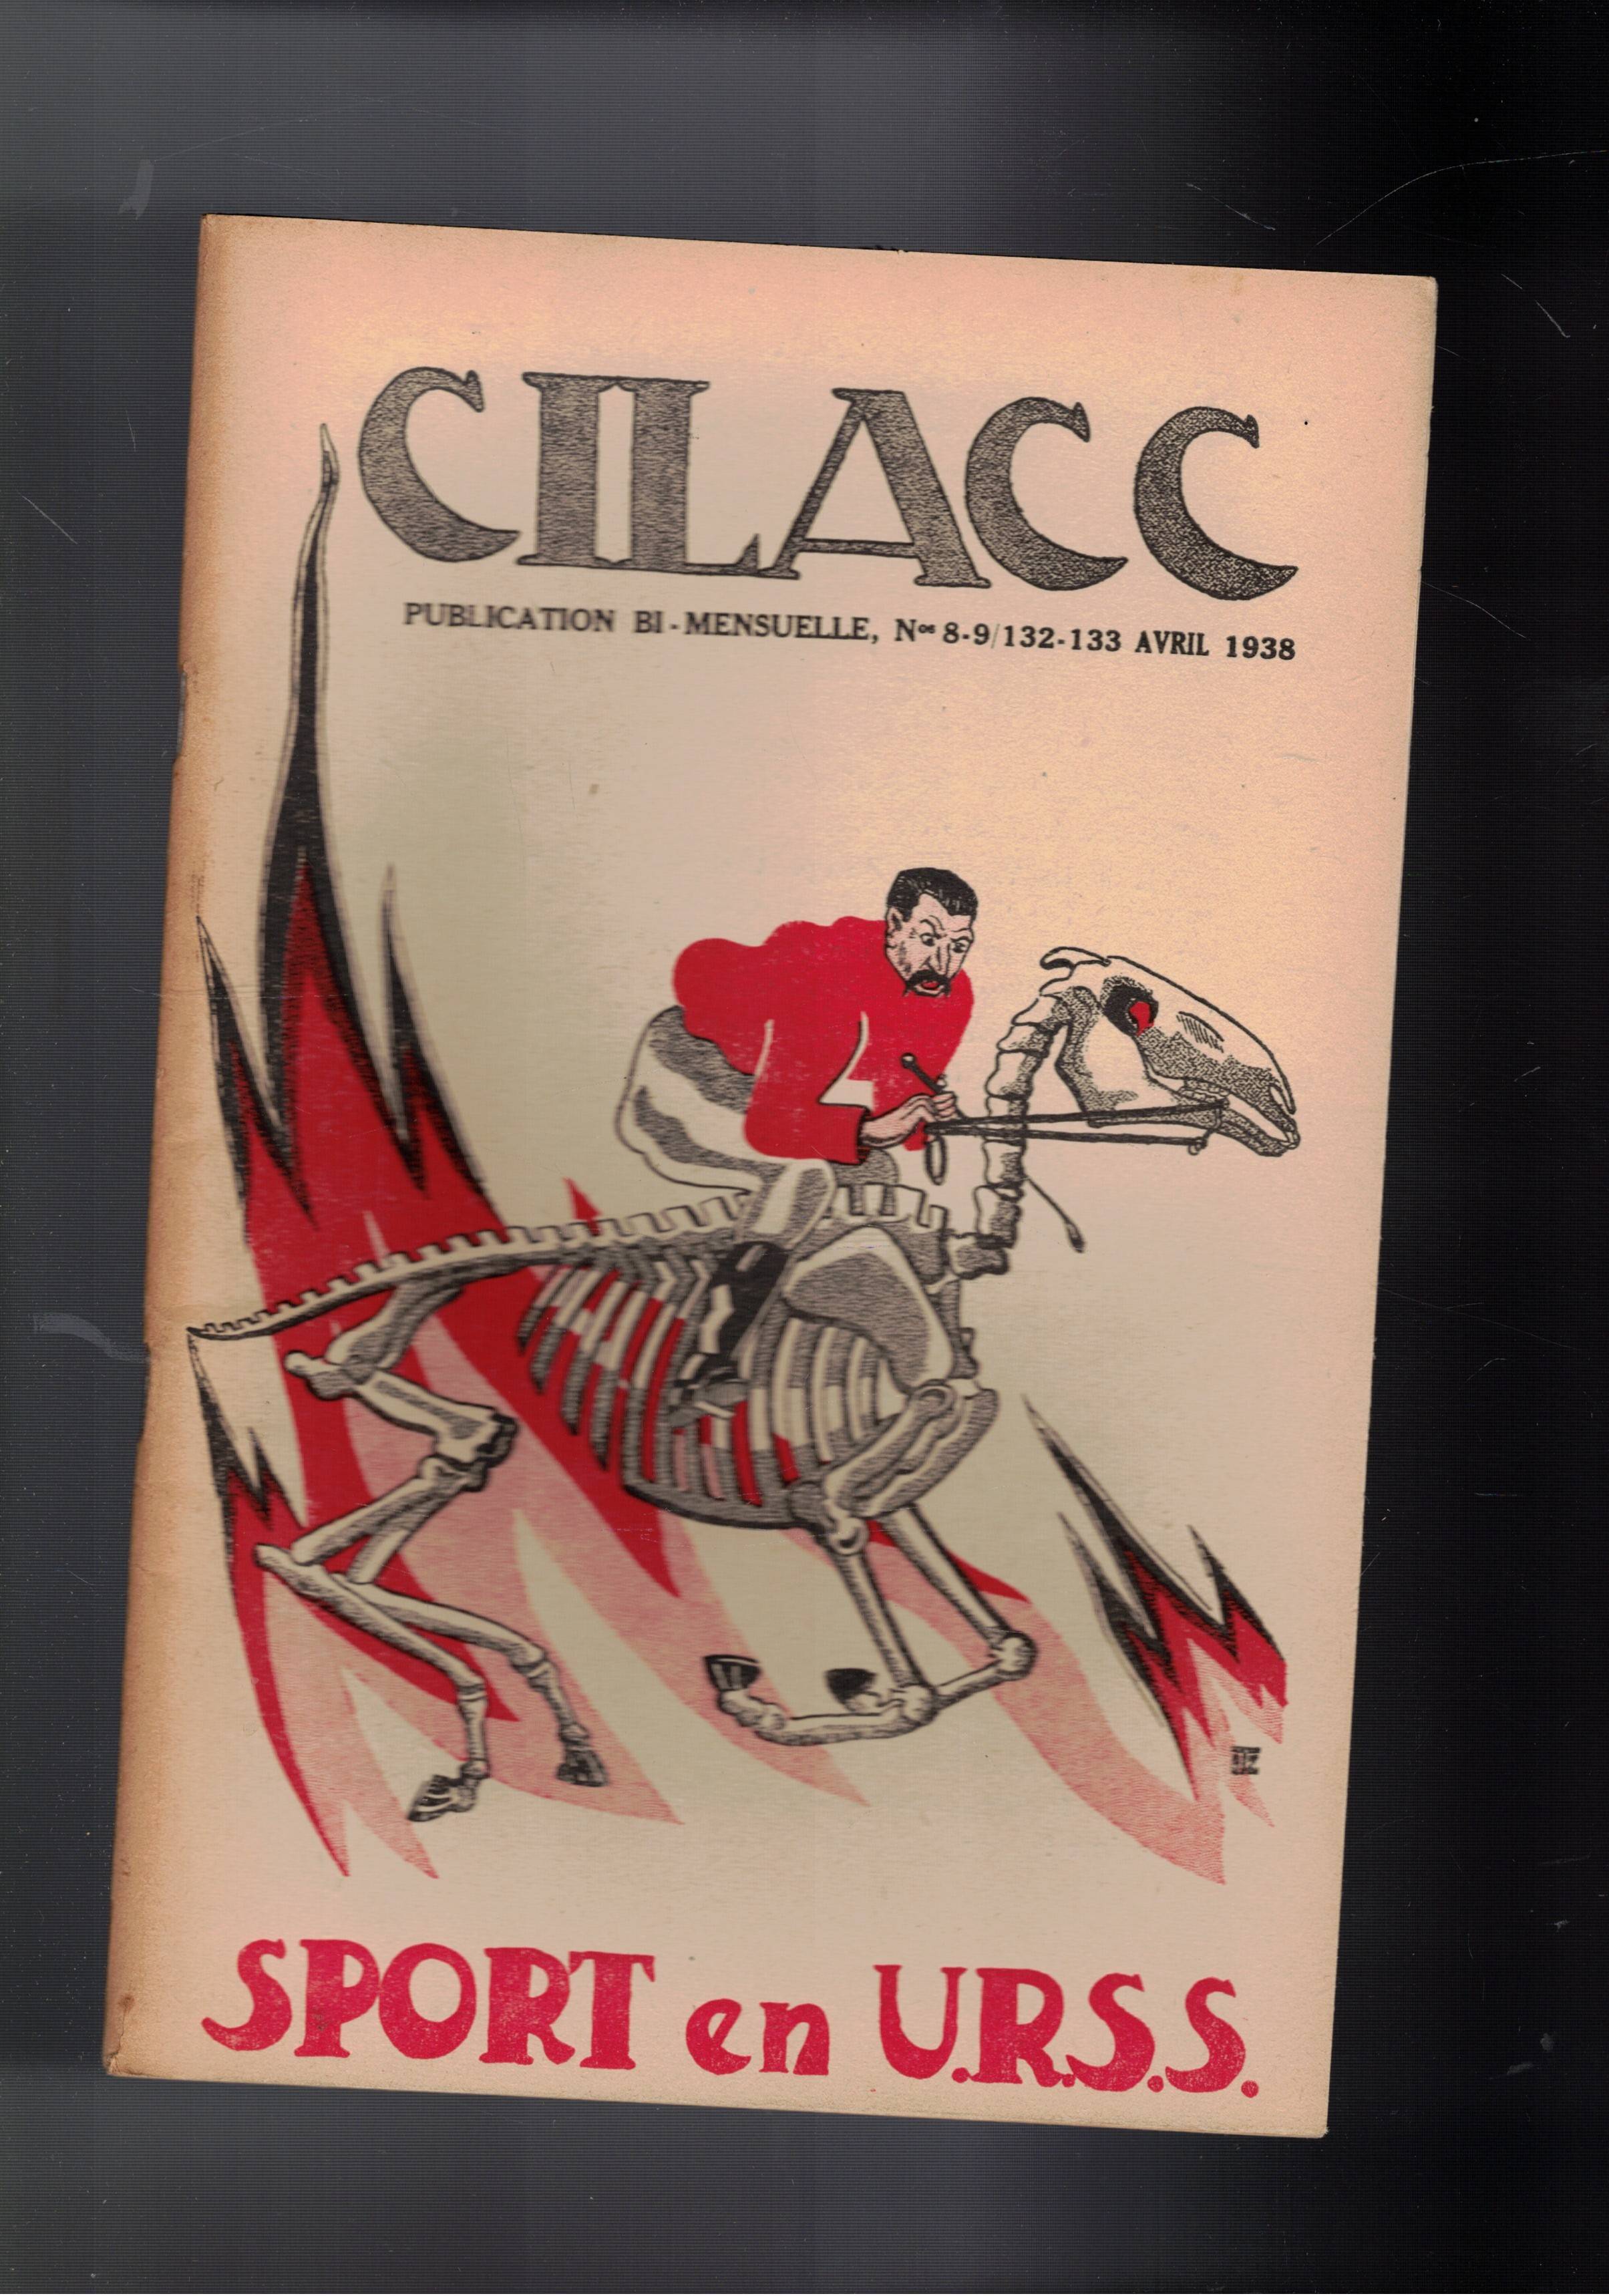 CILACC
PUBLICATION BI-MENSUELLE, Nos 8-9/132-133 AVRIL 1938
SPORT en U.R.S.S.